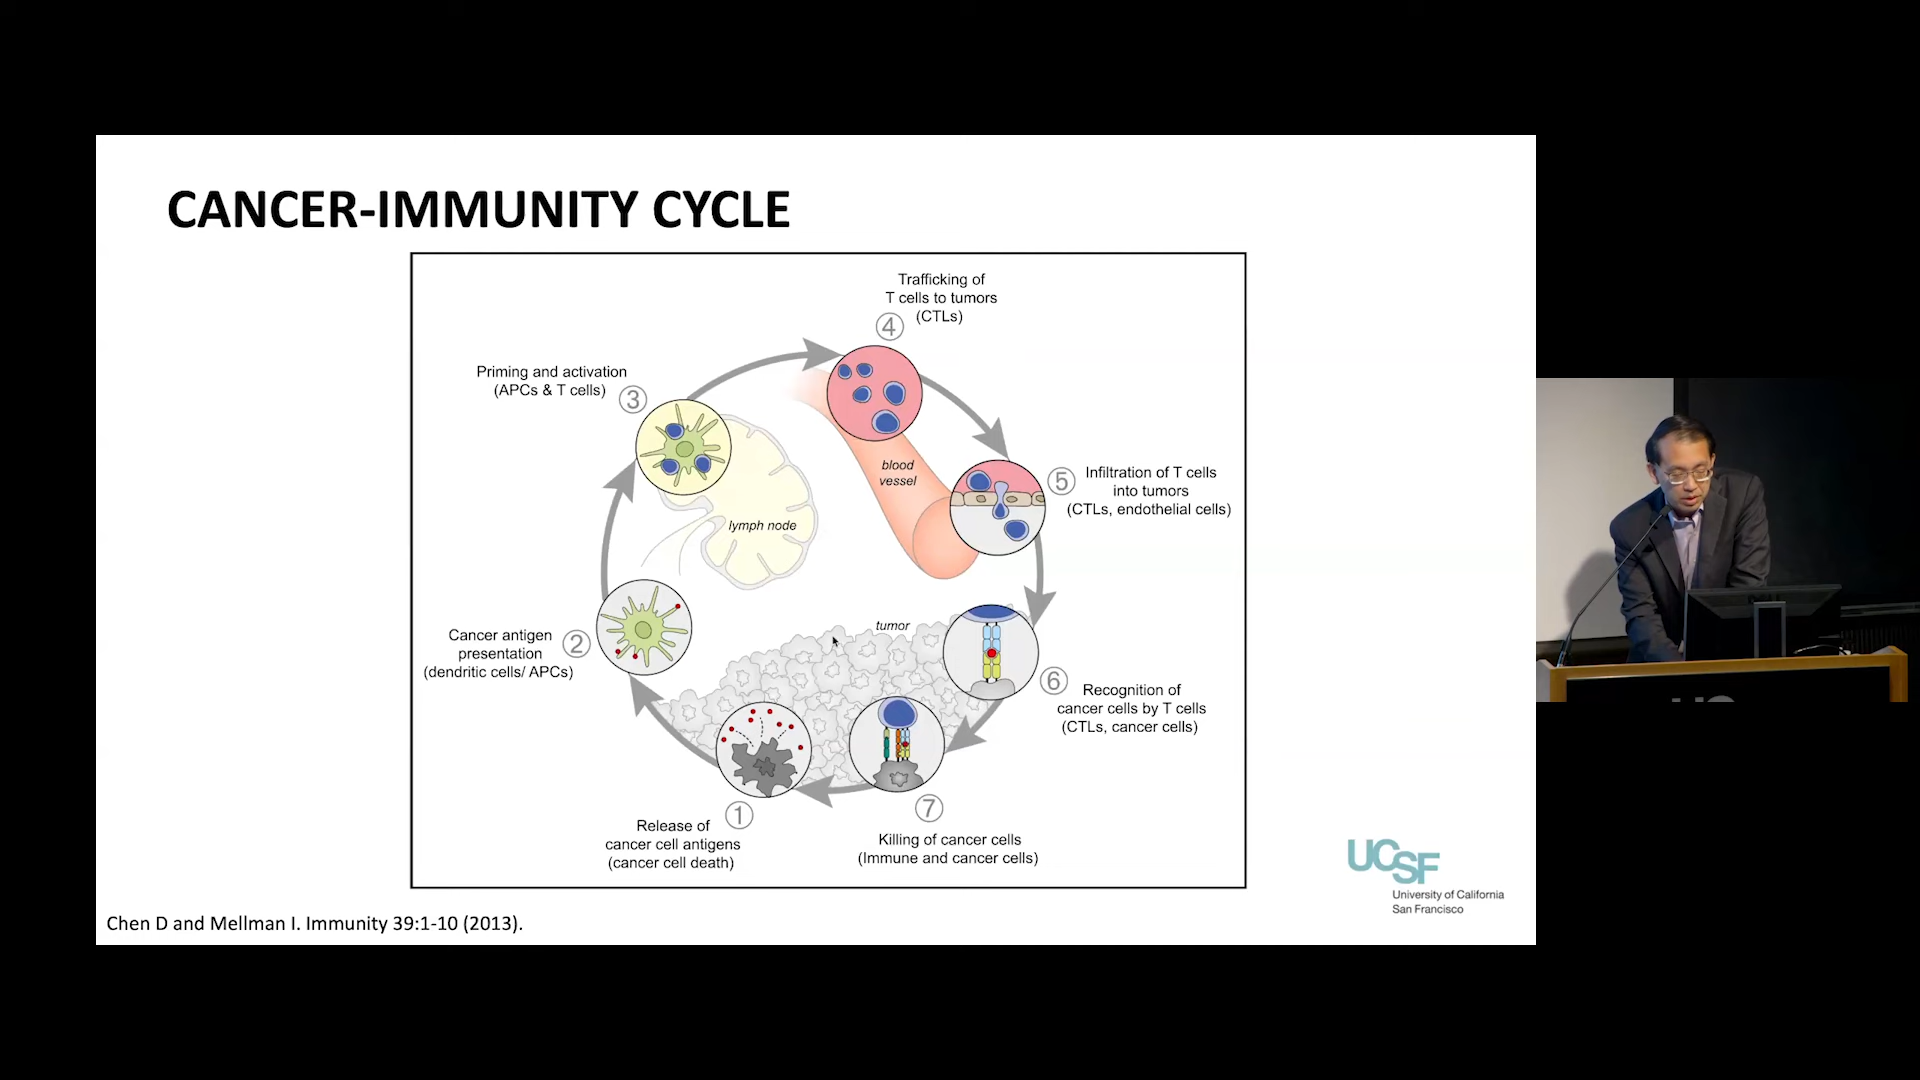 CANCER-IMMUNITY CYCLE
Trafficking of
T cells to tumors
(CTLs)
4
Priming and activation
(APCs & T cells)
3
blood
vessel
5
Infiltration of T cells
into tumors
(CTLs, endothelial cells)
lymph node
Cancer antigen
presentation
(dendritic cells/ APCs)
2
tumor
6
Recognition of
cancer cells by T cells
(CTLs, cancer cells)
1
Release of
cancer cell antigens
(cancer cell death)
7
Killing of cancer cells
(Immune and cancer cells)
UCSF
University of California
San Francisco
Chen D and Mellman I. Immunity 39:1-10 (2013).